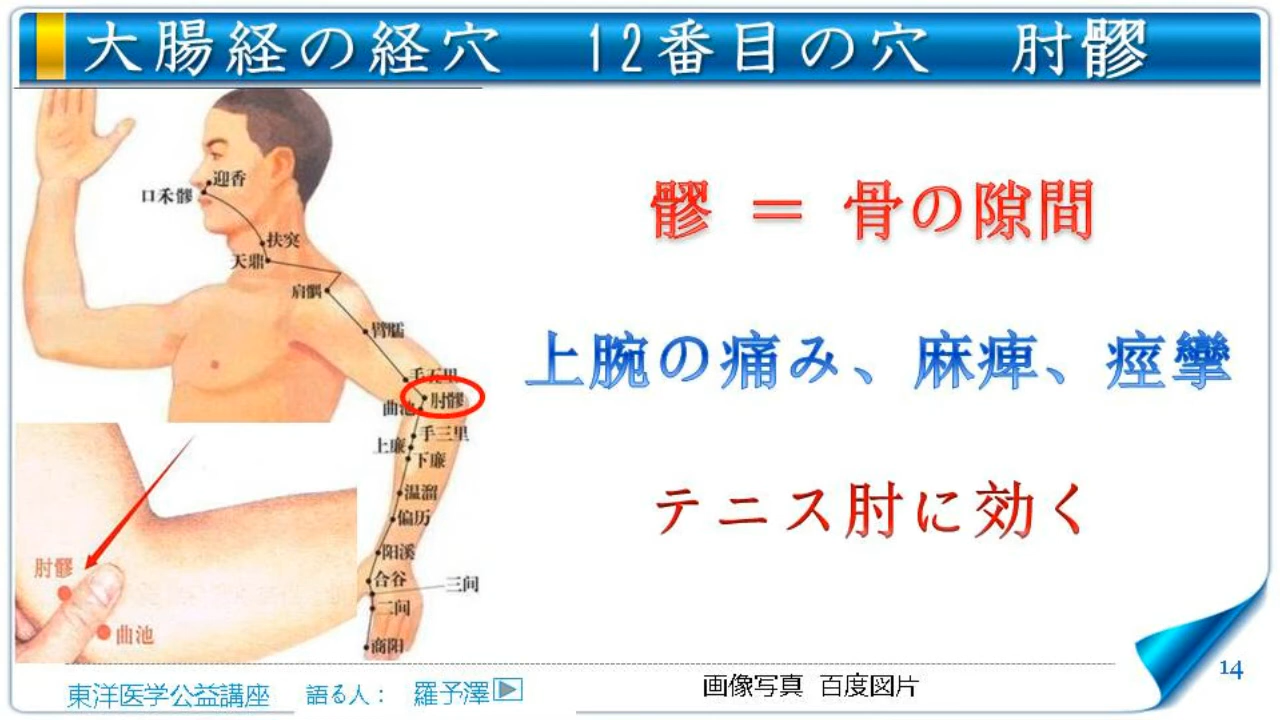 大腸経の経穴　12番目の穴　肘髎
迎香
口禾髎
扶突
天鼎
肩髃
臂臑
手五里
肘髎
曲池
手三里
上廉
下廉
温溜
偏历
阳溪
合谷
三间
二间
商阳
肘髎
曲池
髎 ＝ 骨の隙間
上腕の痛み、麻痺、痙攣
テニス肘に効く
東洋医学公益講座　語る人：　羅予澤
画像写真 百度図片
14